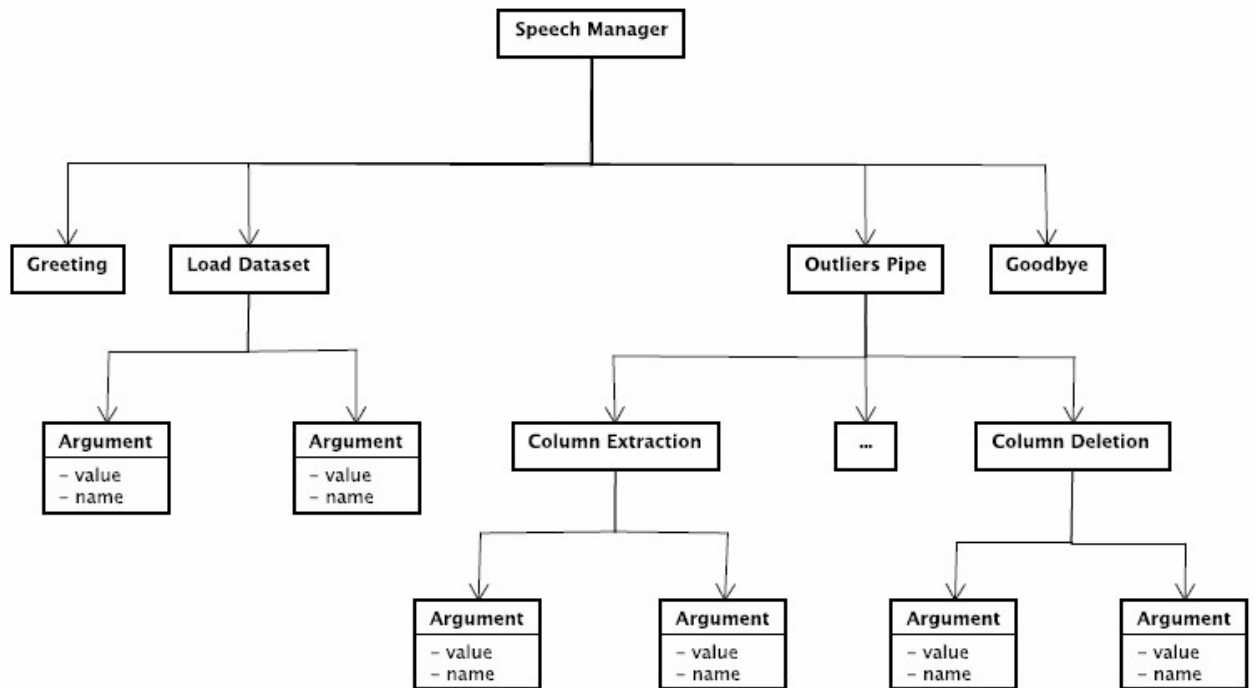 Speech Manager
Greeting
Load Dataset
Outliers Pipe
Goodbye
Argument
- value
- name
Argument
- value
- name
Column Extraction
...
Column Deletion
Argument
- value
- name
Argument
- value
- name
Argument
- value
- name
Argument
- value
- name